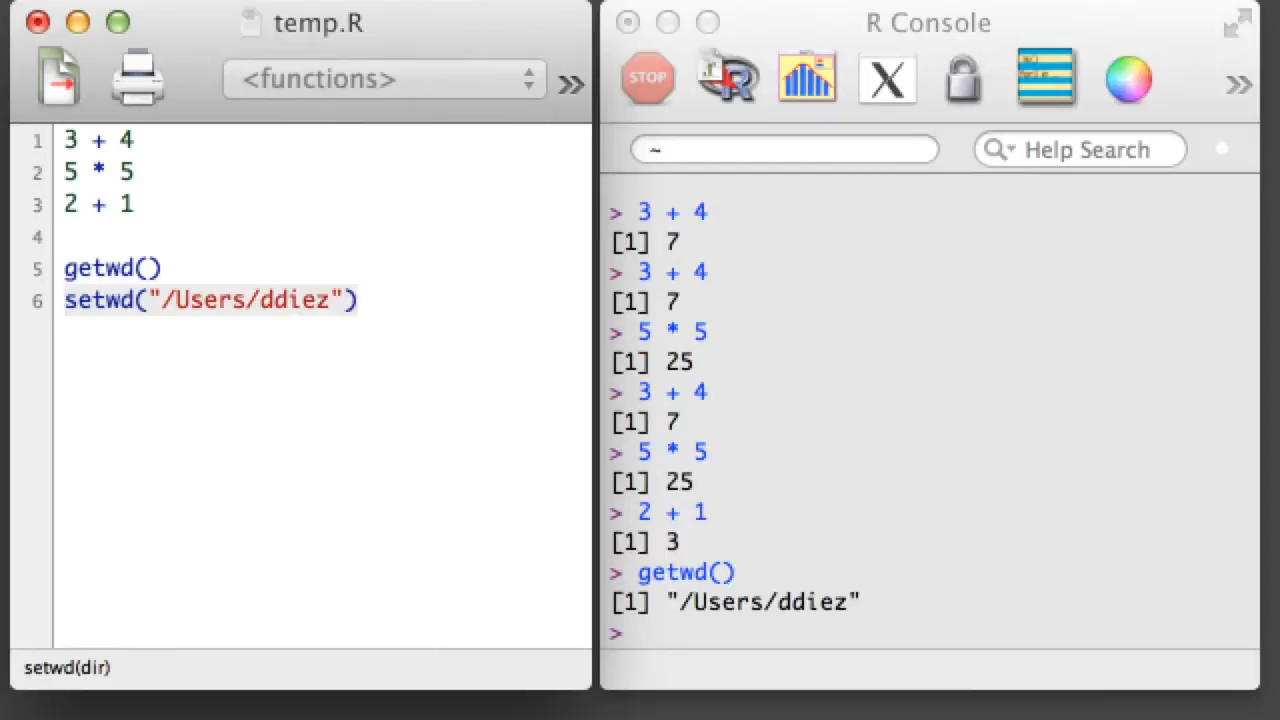 temp.R
<functions>
1 3 + 4
2 5 * 5
3 2 + 1
4
5 getwd()
6 setwd("/Users/ddiez")
setwd(dir)
R Console
STOP
R
X
~
Help Search
> 3 + 4
[1] 7
> 3 + 4
[1] 7
> 5 * 5
[1] 25
> 3 + 4
[1] 7
> 5 * 5
[1] 25
> 2 + 1
[1] 3
> getwd()
[1] "/Users/ddiez"
>